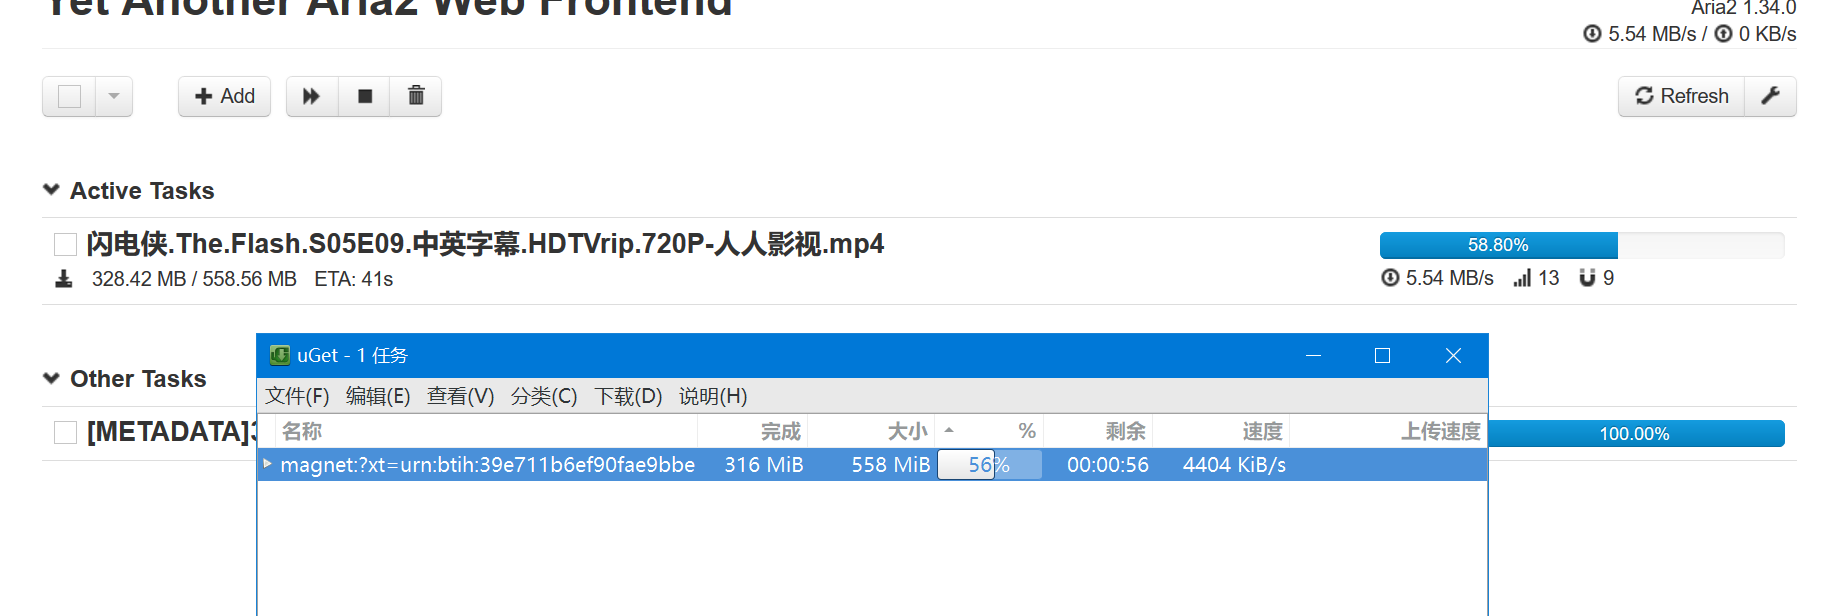 Yet Another Aria2 Web Frontend
Aria2 1.34.0
5.54 MB/s / 0 KB/s
Add
Refresh
Active Tasks
闪电侠.The.Flash.S05E09.中英字幕.HDTVrip.720P-人人影视.mp4
58.80%
328.42 MB / 558.56 MB ETA: 41s
5.54 MB/s 13 9
uGet - 1 任务
Other Tasks
文件(F) 编辑(E) 查看(V) 分类(C) 下载(D) 说明(H)
[METADATA]
100.00%
名称 完成 大小 % 剩余 速度 上传速度
magnet:?xt=urn:btih:39e711b6ef90fae9bbe 316 MiB 558 MiB 56% 00:00:56 4404 KiB/s